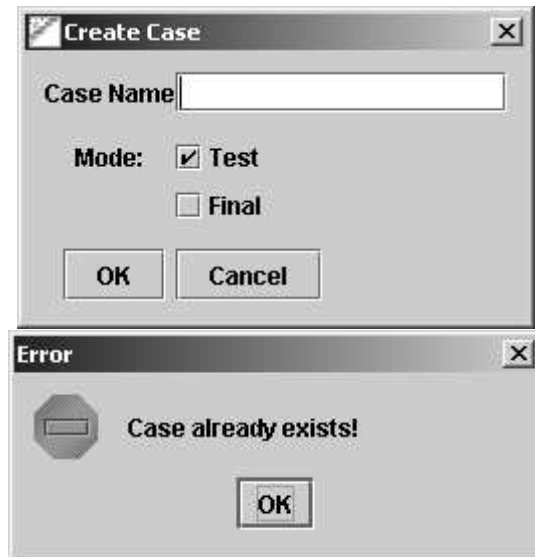 Create Case
Case Name
Mode: Test
Final
OK Cancel
Error
Case already exists!
OK